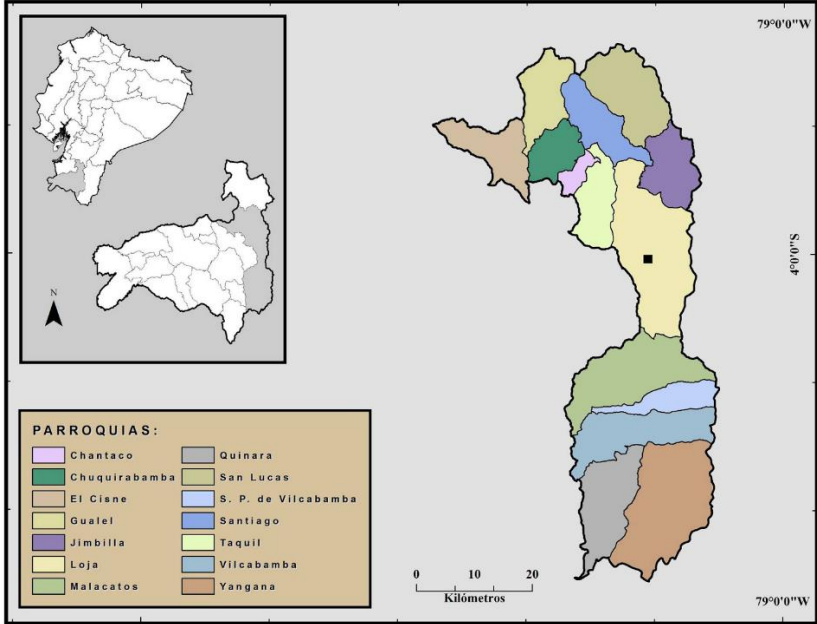 79°0'0"W
N
4°0'0"S
PARROQUIAS:
Chantaco
Chuquirabamba
El Cisne
Gualel
Jimbilla
Loja
Malacatos
Quinara
San Lucas
S. P. de Vilcabamba
Santiago
Taquil
Vilcabamba
Yangana
0 10 20
Kilómetros
79°0'0"W